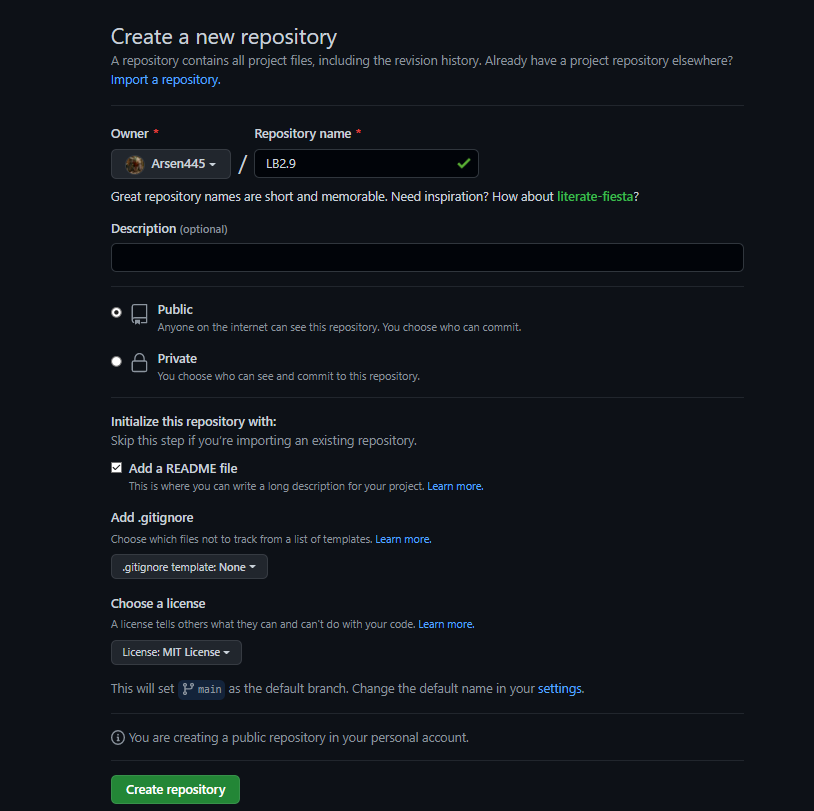 Create a new repository
A repository contains all project files, including the revision history. Already have a project repository elsewhere?
Import a repository.
Owner * Repository name *
Arsen445 / LB2.9
Great repository names are short and memorable. Need inspiration? How about literate-fiesta?
Description (optional)
Public
Anyone on the internet can see this repository. You choose who can commit.
Private
You choose who can see and commit to this repository.
Initialize this repository with:
Skip this step if you're importing an existing repository.
Add a README file
This is where you can write a long description for your project. Learn more.
Add .gitignore
Choose which files not to track from a list of templates. Learn more.
.gitignore template: None
Choose a license
A license tells others what they can and can't do with your code. Learn more.
License: MIT License
This will set main as the default branch. Change the default name in your settings.
You are creating a public repository in your personal account.
Create repository